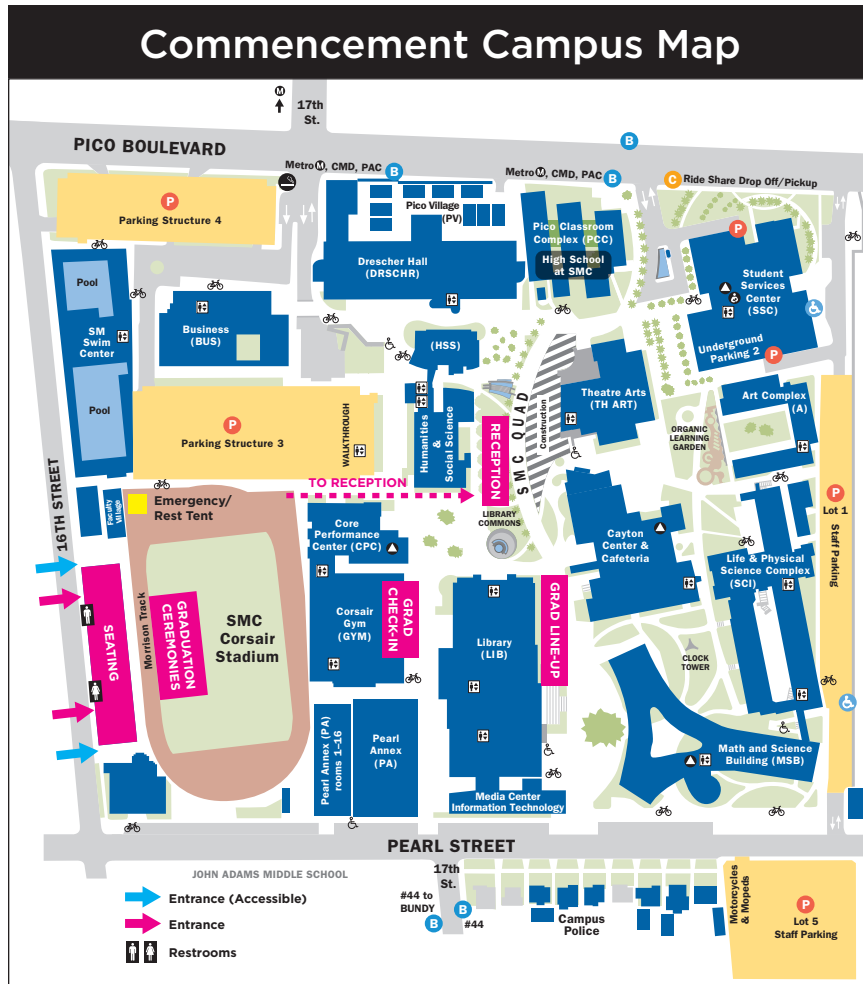 Commencement Campus Map
M
17th
St.
PICO BOULEVARD
B
Metro M, CMD, PAC B
Metro M, CMD, PAC B
C Ride Share Drop Off/Pickup
P
Parking Structure 4
Pico Village
(PV)
Pico Classroom
Complex (PCC)
High School
at SMC
Drescher Hall
(DRSCHR)
P
Student
Services
Center
(SSC)
Underground
Parking 2
P
Pool
SM
Swim
Center
Pool
Business
(BUS)
(HSS)
Humanities
&
Social Science
Theatre Arts
(TH ART)
Art Complex
(A)
P
Parking Structure 3
WALKTHROUGH
RECEPTION
SMC QUAD
Construction
ORGANIC
LEARNING
GARDEN
TO RECEPTION
P
Lot 1
Staff Parking
16TH STREET
Faculty
Village
Emergency/
Rest Tent
LIBRARY
COMMONS
Core
Performance
Center (CPC)
Cayton
Center &
Cafeteria
Life & Physical
Science Complex
(SCI)
SEATING
Morrison Track
GRADUATION
CEREMONIES
SMC
Corsair
Stadium
Corsair
Gym
(GYM)
GRAD
CHECK-IN
Library
(LIB)
GRAD LINE-UP
CLOCK
TOWER
Pearl Annex (PA)
rooms 1–16
Pearl
Annex
(PA)
Math and Science
Building (MSB)
Media Center
Information Technology
PEARL STREET
JOHN ADAMS MIDDLE SCHOOL
17th
St.
Entrance (Accessible)
Entrance
Restrooms
#44 to
BUNDY
B
B
#44
Campus
Police
Motorcycles
& Mopeds
P
Lot 5
Staff Parking